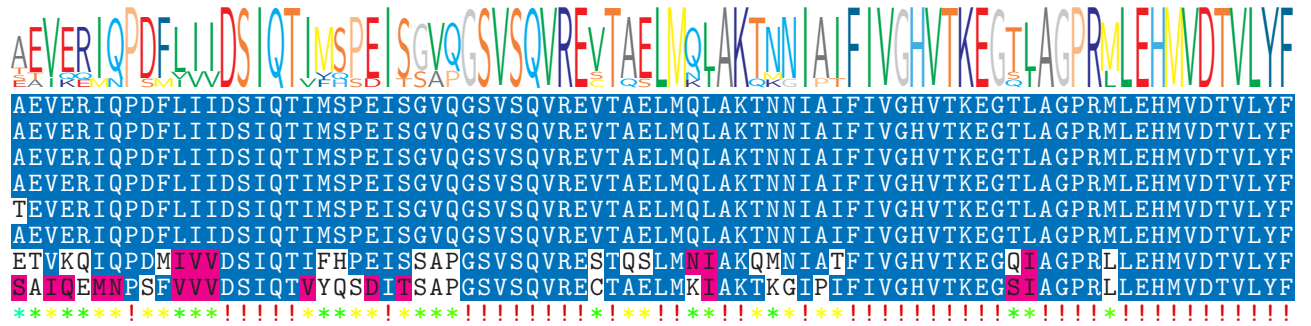 AEVERIQPDFLIIDSIQTIMSPEISGVQGSVSQVREVTAELMQLAKTNNIAIFIVGHVTKEGTLAGPRMLEHMVDTVLYF
AEVERIQPDFLIIDSIQTIMSPEISGVQGSVSQVREVTAELMQLAKTNNIAIFIVGHVTKEGTLAGPRMLEHMVDTVLYF
AEVERIQPDFLIIDSIQTIMSPEISGVQGSVSQVREVTAELMQLAKTNNIAIFIVGHVTKEGTLAGPRMLEHMVDTVLYF
AEVERIQPDFLIIDSIQTIMSPEISGVQGSVSQVREVTAELMQLAKTNNIAIFIVGHVTKEGTLAGPRMLEHMVDTVLYF
AEVERIQPDFLIIDSIQTIMSPEISGVQGSVSQVREVTAELMQLAKTNNIAIFIVGHVTKEGTLAGPRMLEHMVDTVLYF
TEVERIQPDFLIIDSIQTIMSPEISGVQGSVSQVREVTAELMQLAKTNNIAIFIVGHVTKEGTLAGPRMLEHMVDTVLYF
AEVERIQPDFLIIDSIQTIMSPEISGVQGSVSQVREVTAELMQLAKTNNIAIFIVGHVTKEGTLAGPRMLEHMVDTVLYF
ETVKQIQPDMIVVDSIQTIFHPEISSAPGSVSQVRESTQSLMNIAKQMNIATFIVGHVTKEGQIAGPRLLEHMVDTVLYF
SAIQEMNPSFVVVDSIQTVYQSDITSAPGSVSQVRECTAELMKIAKTKGIPIFIVGHVTKEGSIAGPRLLEHMVDTVLYF
*******!*****!!!!!*****!****!!!!!!!!*!**!!**!!***!**!!!!!!!!!!**!!!!*!!!!!!!!!!!